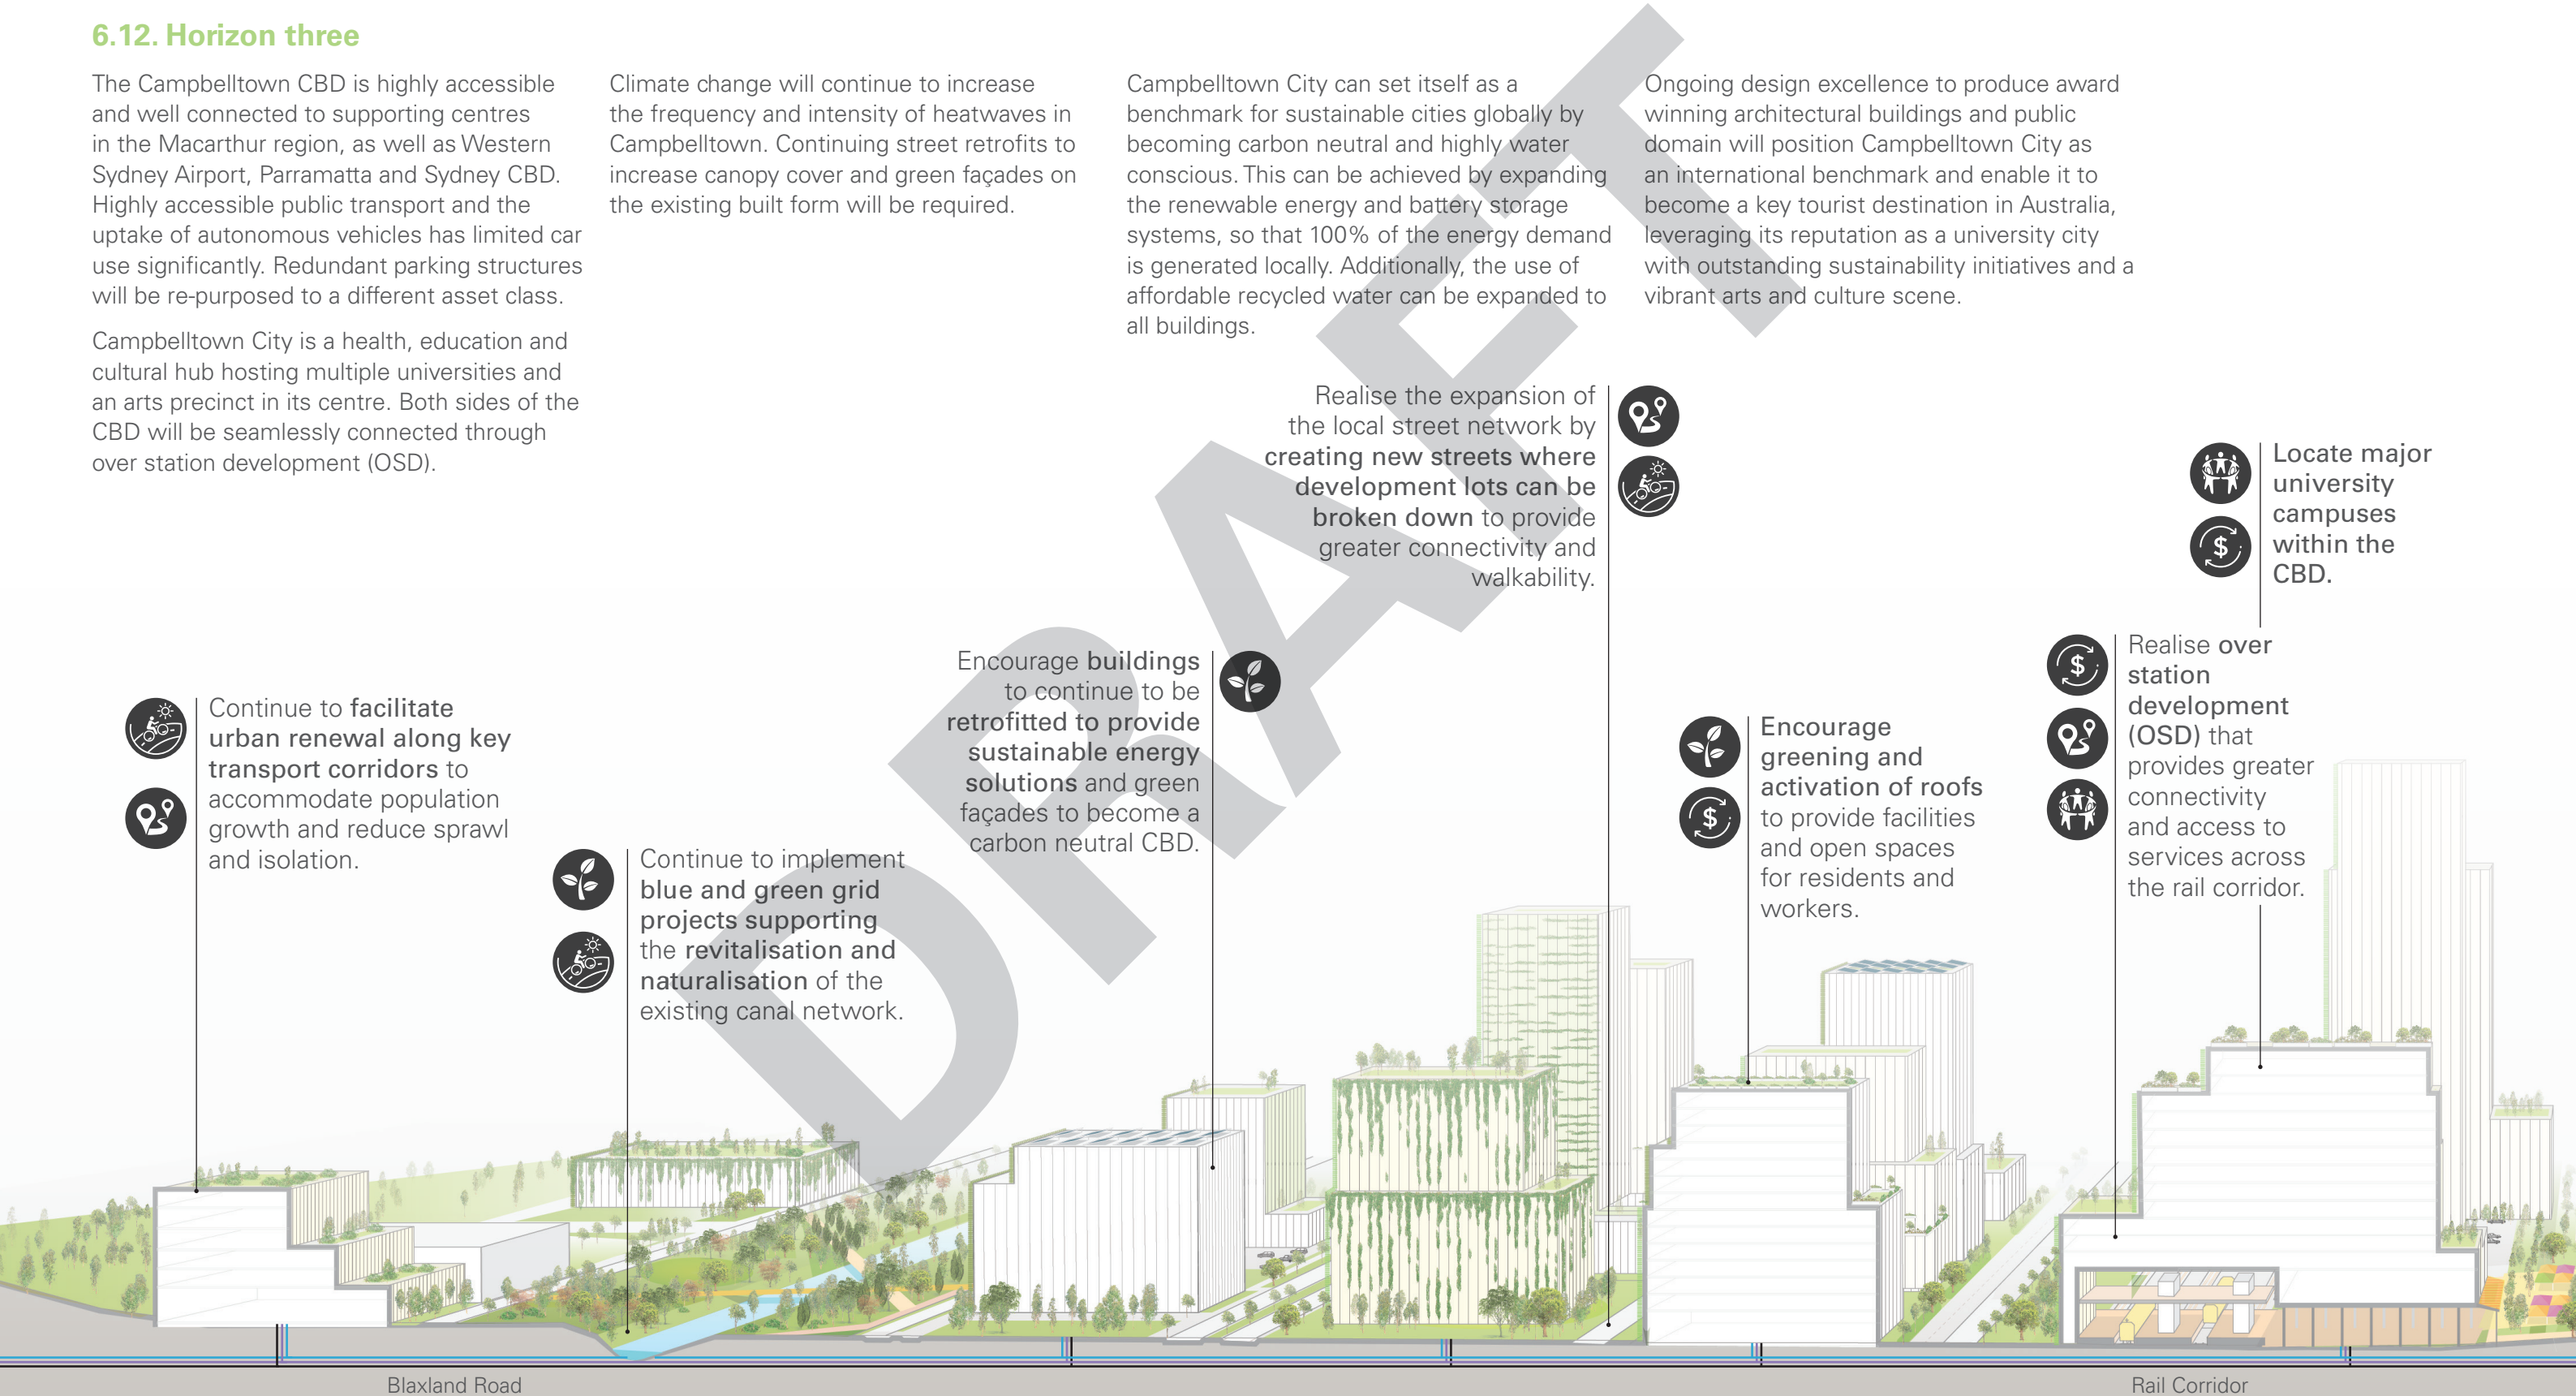 6.12. Horizon three
The Campbelltown CBD is highly accessible
and well connected to supporting centres
in the Macarthur region, as well as Western
Sydney Airport, Parramatta and Sydney CBD.
Highly accessible public transport and the
uptake of autonomous vehicles has limited car
use significantly. Redundant parking structures
will be re-purposed to a different asset class.
Campbelltown City is a health, education and
cultural hub hosting multiple universities and
an arts precinct in its centre. Both sides of the
CBD will be seamlessly connected through
over station development (OSD).
Climate change will continue to increase
the frequency and intensity of heatwaves in
Campbelltown. Continuing street retrofits to
increase canopy cover and green façades on
the existing built form will be required.
Campbelltown City can set itself as a
benchmark for sustainable cities globally by
becoming carbon neutral and highly water
conscious. This can be achieved by expanding
the renewable energy and battery storage
systems, so that 100% of the energy demand
is generated locally. Additionally, the use of
affordable recycled water can be expanded to
all buildings.
Ongoing design excellence to produce award
winning architectural buildings and public
domain will position Campbelltown City as
an international benchmark and enable it to
become a key tourist destination in Australia,
leveraging its reputation as a university city
with outstanding sustainability initiatives and a
vibrant arts and culture scene.
DRAFT
Continue to facilitate
urban renewal along key
transport corridors to
accommodate population
growth and reduce sprawl
and isolation.
Continue to implement
blue and green grid
projects supporting
the revitalisation and
naturalisation of the
existing canal network.
Encourage buildings
to continue to be
retrofitted to provide
sustainable energy
solutions and green
façades to become a
carbon neutral CBD.
Realise the expansion of
the local street network by
creating new streets where
development lots can be
broken down to provide
greater connectivity and
walkability.
$
Encourage
greening and
activation of roofs
to provide facilities
and open spaces
for residents and
workers.
$
Realise over
station
development
(OSD) that
provides greater
connectivity
and access to
services across
the rail corridor.
$
Locate major
university
campuses
within the
CBD.
Blaxland Road
Rail Corridor